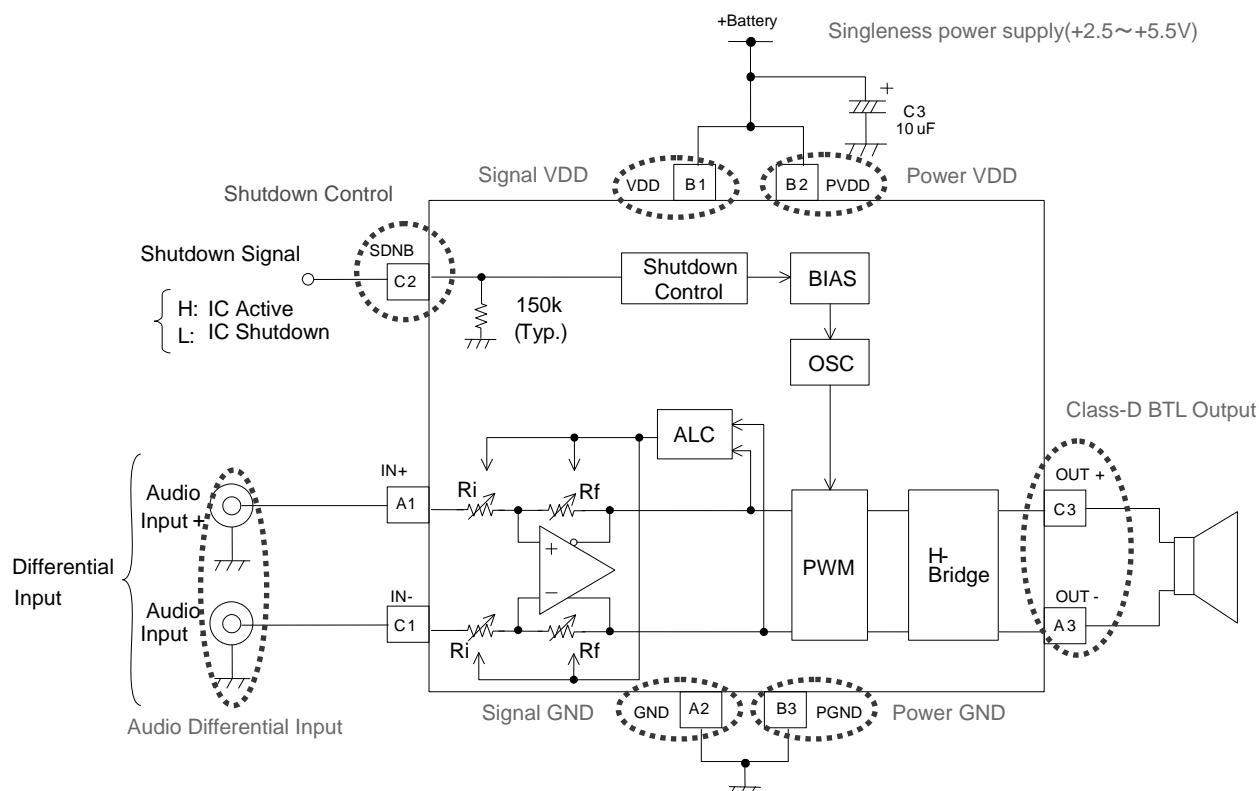 +Battery
Singleness power supply(+2.5～+5.5V)
+
C3
10 uF
Signal VDD
VDD
B1
B2
PVDD
Power VDD
Shutdown Control
SDNB
Shutdown Signal
C2
H: IC Active
L: IC Shutdown
150k
(Typ.)
Shutdown
Control
BIAS
OSC
ALC
Class-D BTL Output
IN+
A1
Audio
Input +
Ri
Rf
OUT +
C3
+
−
PWM
H-
Bridge
Differential
Input
Audio
Input
IN-
C1
Ri
Rf
OUT -
A3
Audio Differential Input
Signal GND
GND
A2
B3
PGND
Power GND